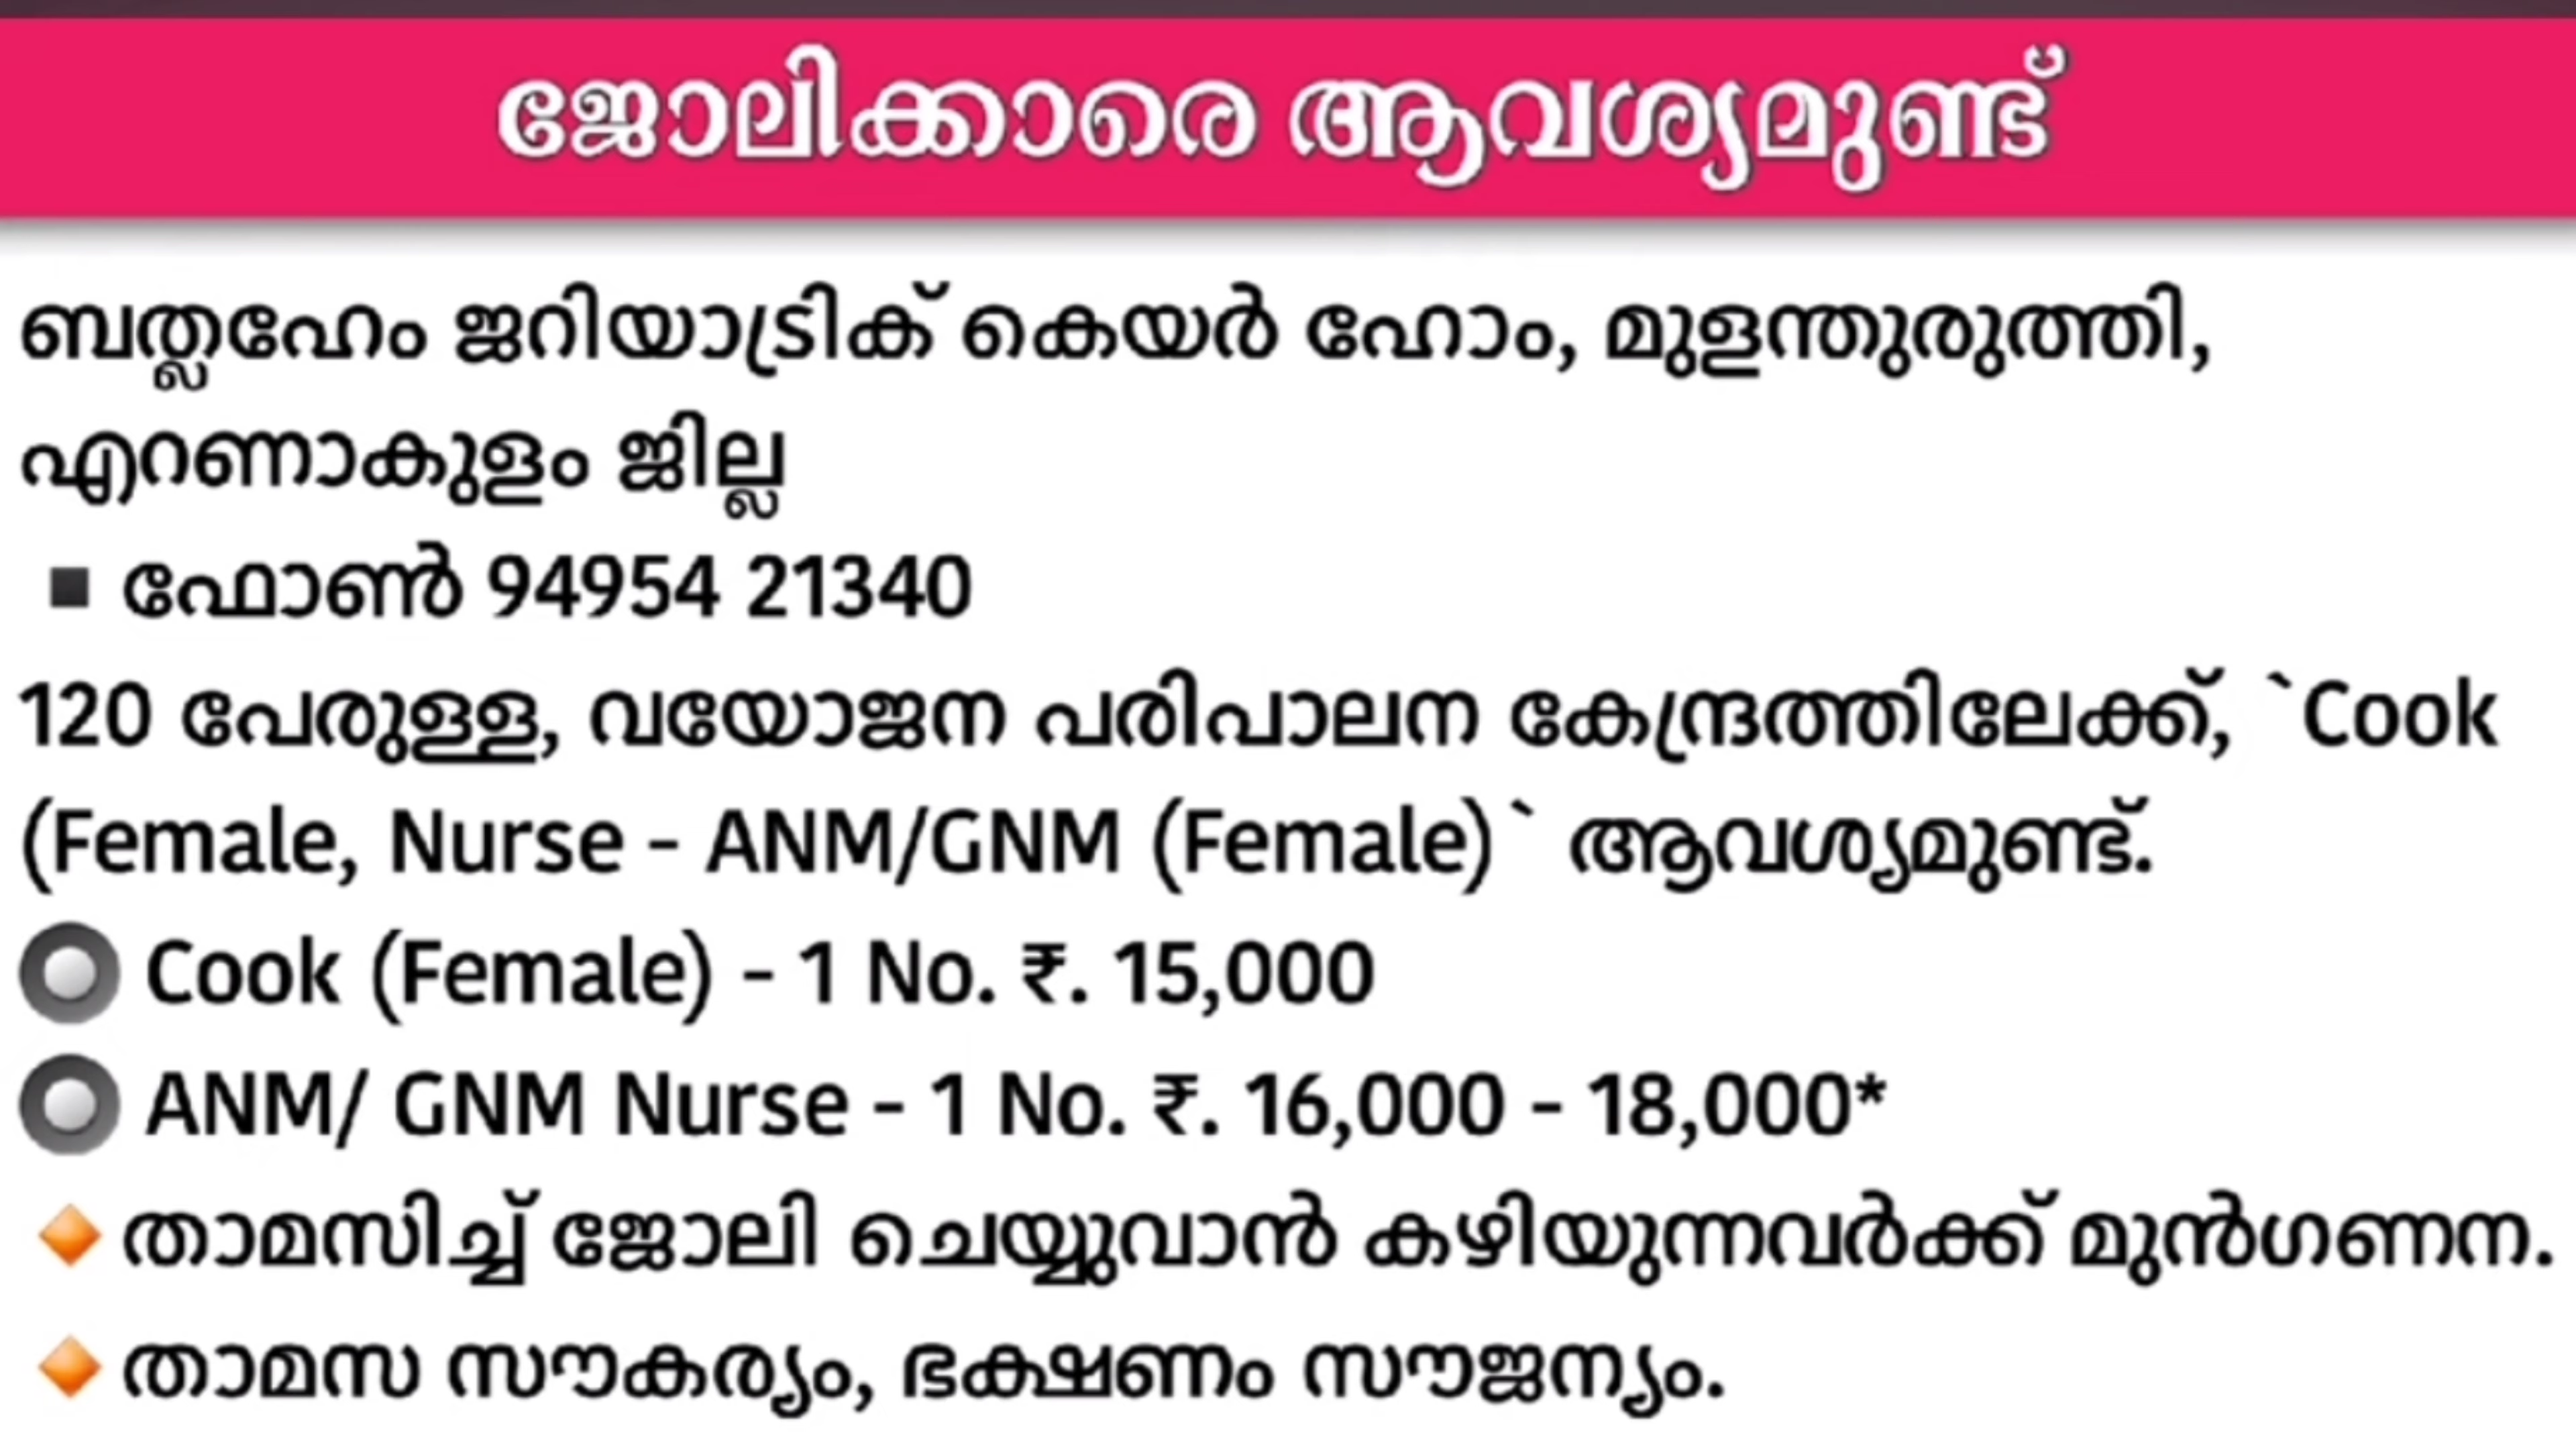 ജോലിക്കാരെ ആവശ്യമുണ്ട്
ബത്ലഹേം ജറിയാട്രിക് കെയർ ഹോം, മുളന്തുരുത്തി,
എറണാകുളം ജില്ല
▪ ഫോൺ 94954 21340
120 പേരുള്ള, വയോജന പരിപാലന കേന്ദ്രത്തിലേക്ക്, `Cook
(Female, Nurse - ANM/GNM (Female)` ആവശ്യമുണ്ട്.
🔘 Cook (Female) - 1 No. ₹. 15,000
🔘 ANM/ GNM Nurse - 1 No. ₹. 16,000 - 18,000*
🔸താമസിച്ച് ജോലി ചെയ്യുവാൻ കഴിയുന്നവർക്ക് മുൻഗണന.
🔸താമസ സൗകര്യം, ഭക്ഷണം സൗജന്യം.